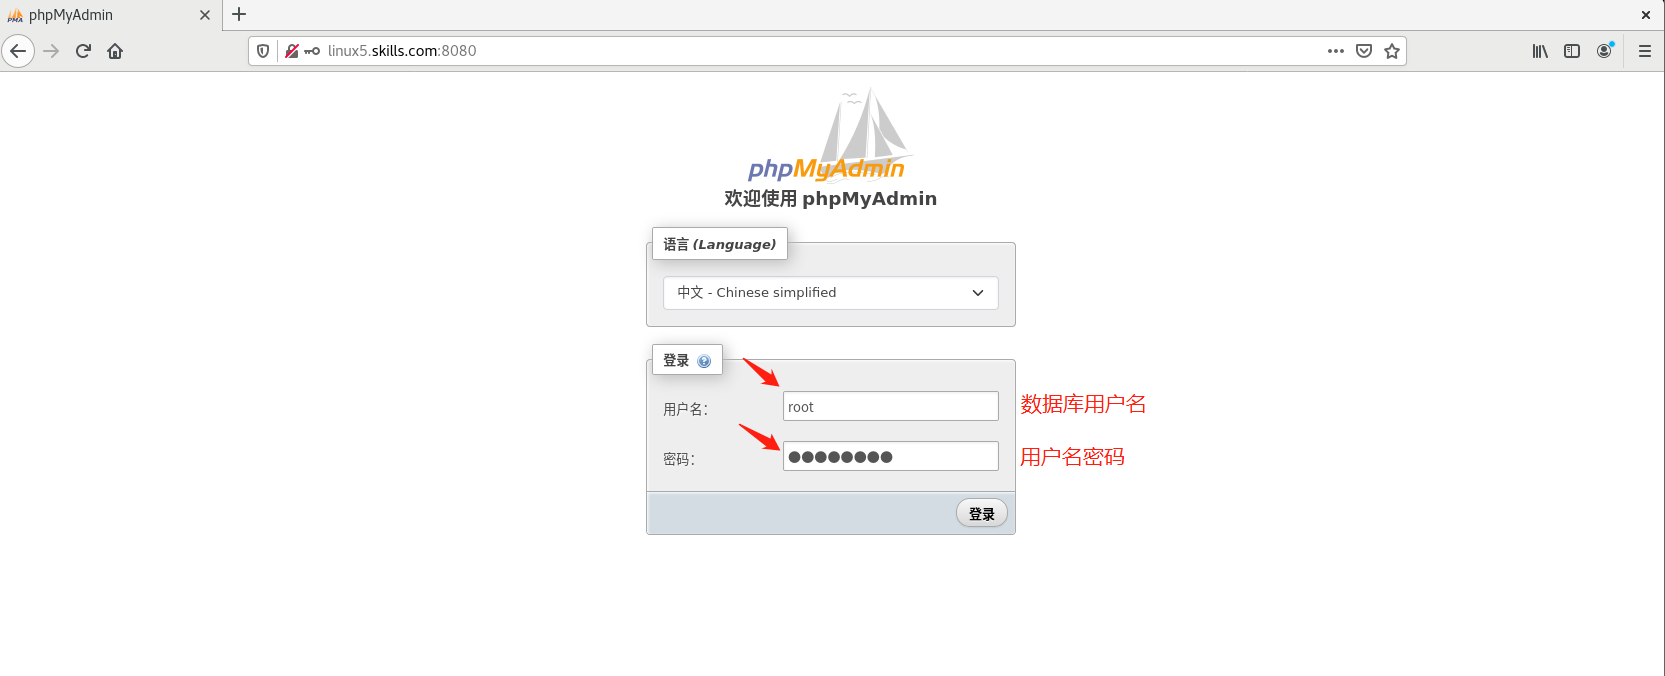 phpMyAdmin
linux5.skills.com:8080
phpMyAdmin
欢迎使用 phpMyAdmin
语言 (Language)
中文 - Chinese simplified
登录
用户名：
root
数据库用户名
密码：
●●●●●●●●
用户名密码
登录